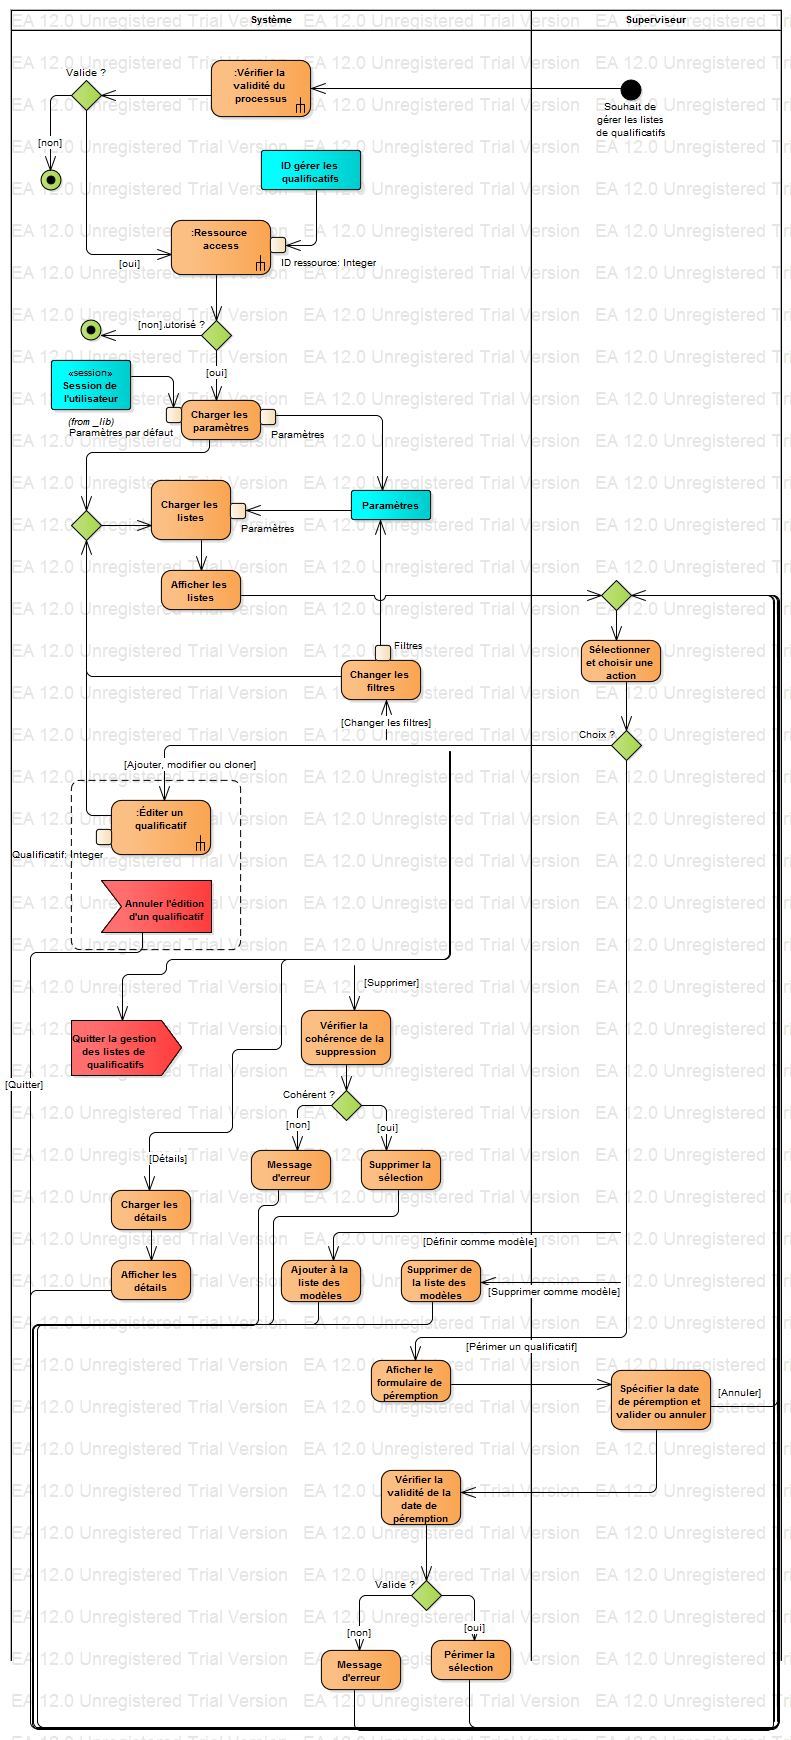 Système
Superviseur
Valide ?
:Vérifier la
validité du
processus
Souhait de
gérer les listes
de qualificatifs
[non]
ID gérer les
qualificatifs
:Ressource
access
[oui]
ID ressource: Integer
[non]
utorisé ?
[oui]
«session»
Session de
l'utilisateur
(from _lib)
Paramètres par défaut
Charger les
paramètres
Paramètres
Charger les
listes
Paramètres
Paramètres
Afficher les
listes
Filtres
Sélectionner
et choisir une
action
Changer les
filtres
[Changer les filtres]
Choix ?
[Ajouter, modifier ou cloner]
:Éditer un
qualificatif
Qualificatif: Integer
Annuler l'édition
d'un qualificatif
[Supprimer]
Quitter la gestion
des listes de
qualificatifs
Vérifier la
cohérence de la
suppression
[Quitter]
Cohérent ?
[non]
[oui]
[Détails]
Message
d'erreur
Supprimer la
sélection
Charger les
détails
[Définir comme modèle]
Afficher les
détails
Ajouter à la
liste des
modèles
Supprimer de
la liste des
modèles
[Supprimer comme modèle]
[Périmer un qualificatif]
Aficher le
formulaire de
péremption
Spécifier la date
de péremption et
valider ou annuler
[Annuler]
Vérifier la
validité de la
date de
péremption
Valide ?
[non]
[oui]
Message
d'erreur
Périmer la
sélection
EA 12.0 Unregistered Trial Version